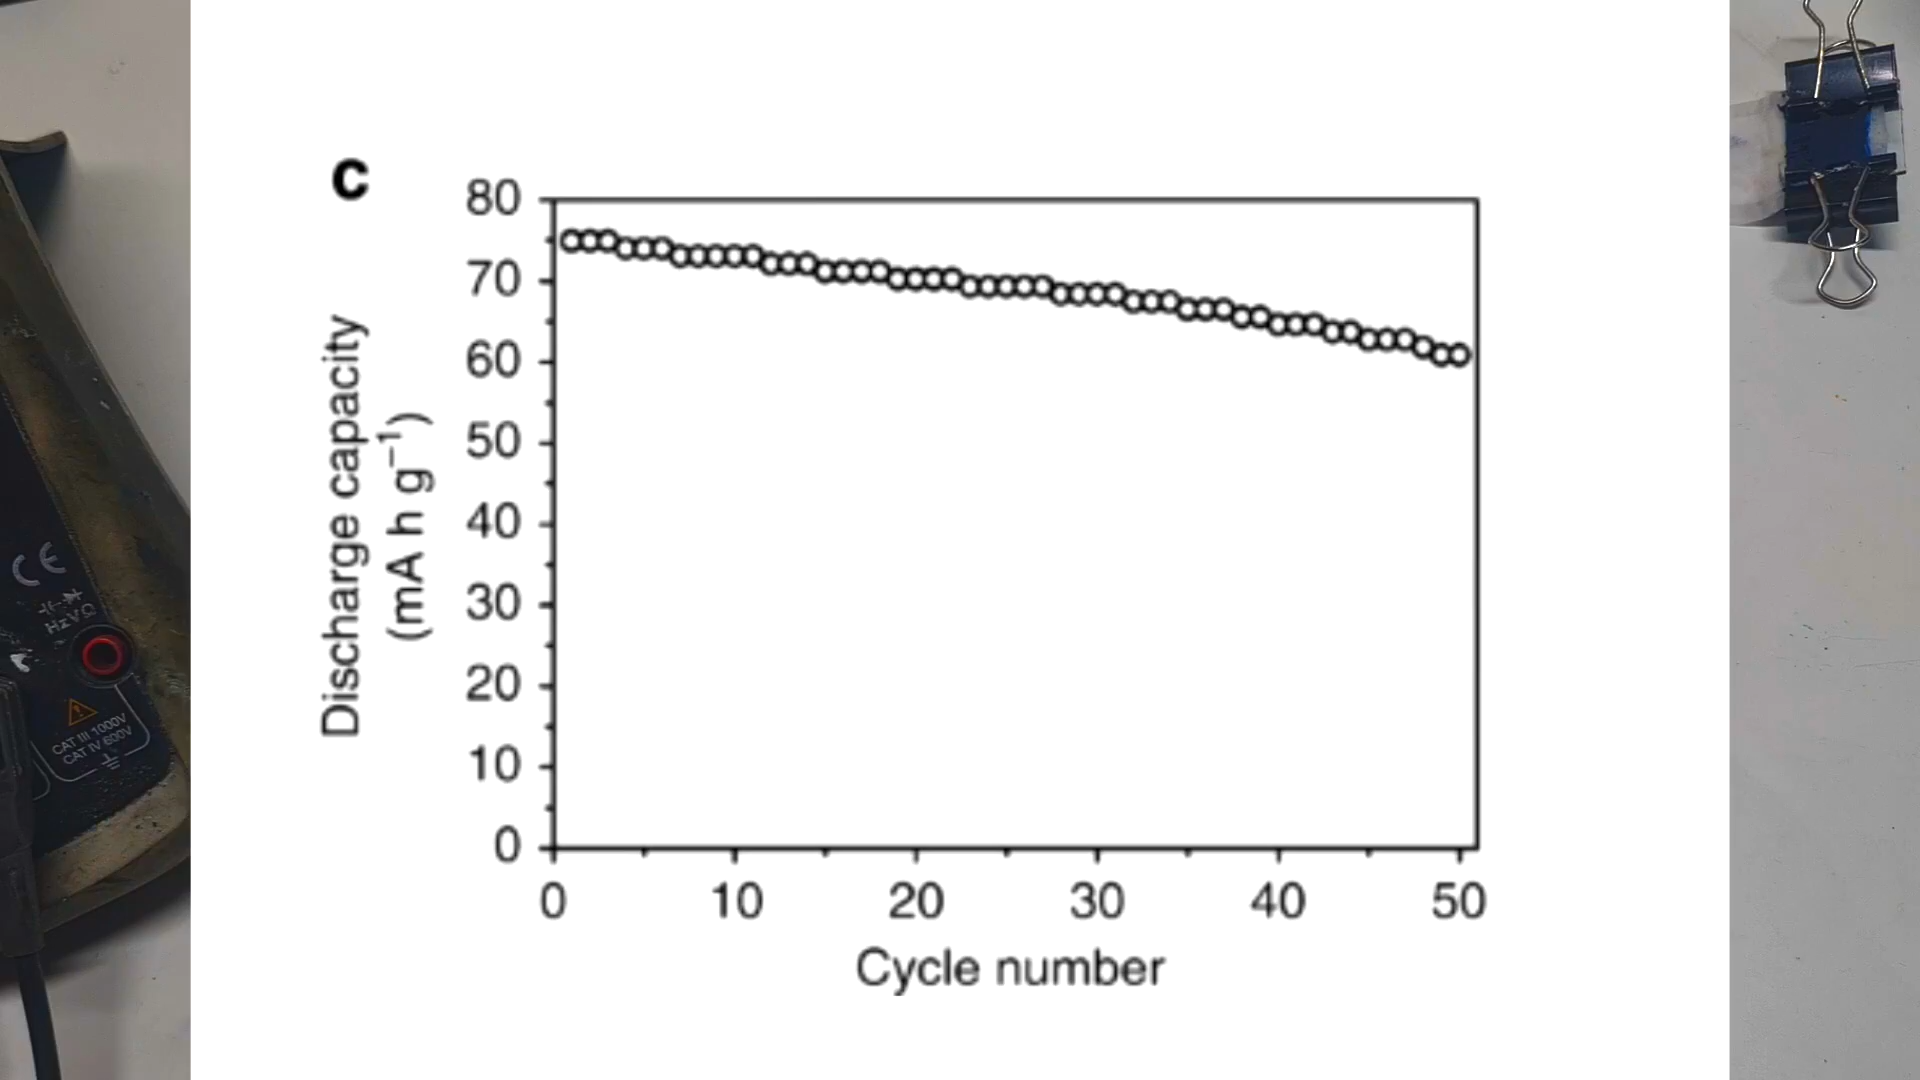 c
80
70
60
50
40
30
20
10
0
Discharge capacity
(mA h g⁻¹)
0 10 20 30 40 50
Cycle number
CE
HzVΩ
CAT III 1000V
CAT IV 600V